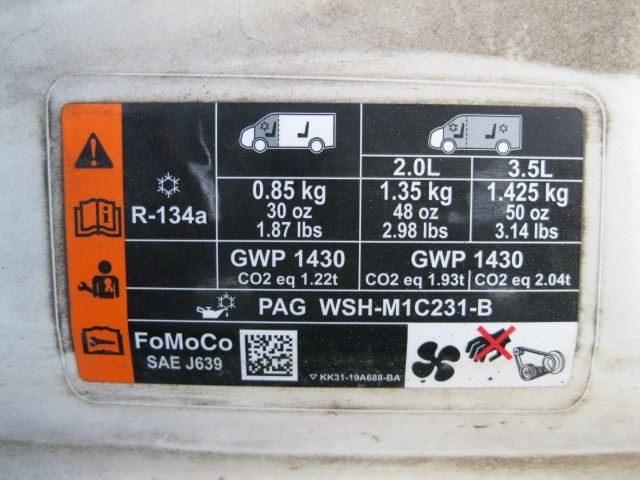 2.0L 3.5L
R-134a
0.85 kg 1.35 kg 1.425 kg
30 oz 48 oz 50 oz
1.87 lbs 2.98 lbs 3.14 lbs
GWP 1430 GWP 1430
CO2 eq 1.22t CO2 eq 1.93t CO2 eq 2.04t
PAG WSH-M1C231-B
FoMoCo
SAE J639
KK31-19A688-BA